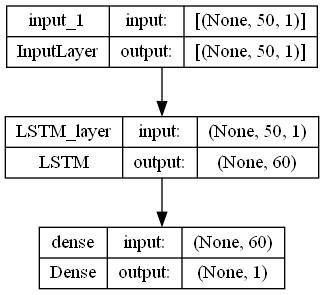 input_1 input: [(None, 50, 1)]
InputLayer output: [(None, 50, 1)]
LSTM_layer input: (None, 50, 1)
LSTM output: (None, 60)
dense input: (None, 60)
Dense output: (None, 1)